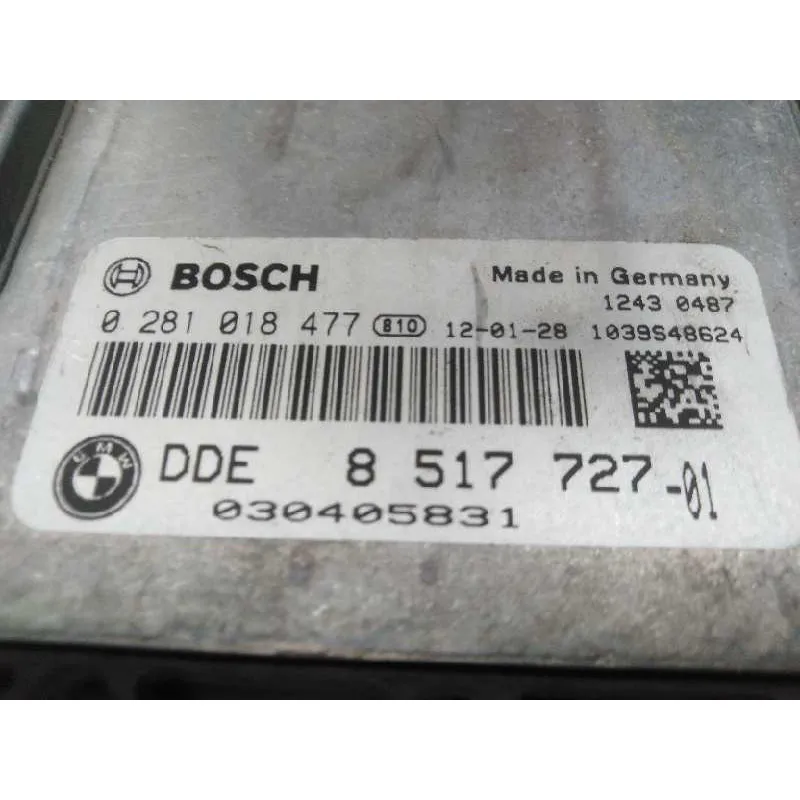 BOSCH Made in Germany
1243 0487
0 281 018 477 810 12-01-28 1039S48624
BMW DDE 8 517 727-01
030405831